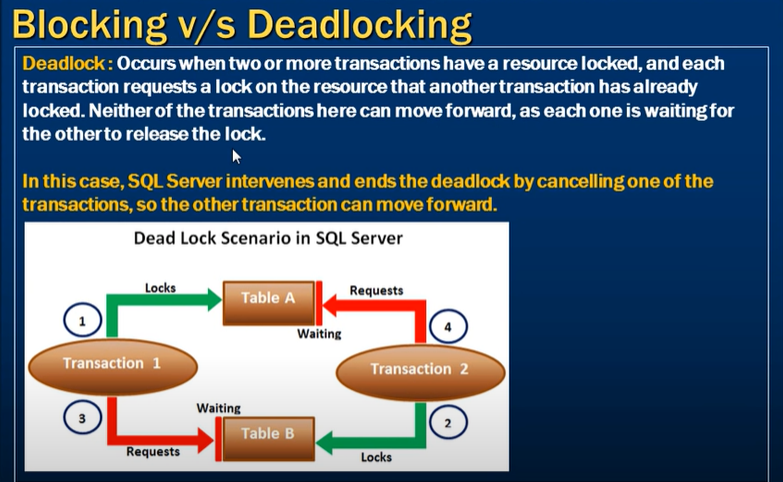 Blocking v/s Deadlocking
Deadlock : Occurs when two or more transactions have a resource locked, and each
transaction requests a lock on the resource that another transaction has already
locked. Neither of the transactions here can move forward, as each one is waiting for
the other to release the lock.
In this case, SQL Server intervenes and ends the deadlock by cancelling one of the
transactions, so the other transaction can move forward.
Dead Lock Scenario in SQL Server
Locks
Table A
Requests
1
Waiting
4
Transaction 1
Transaction 2
3
Waiting
Table B
2
Requests
Locks